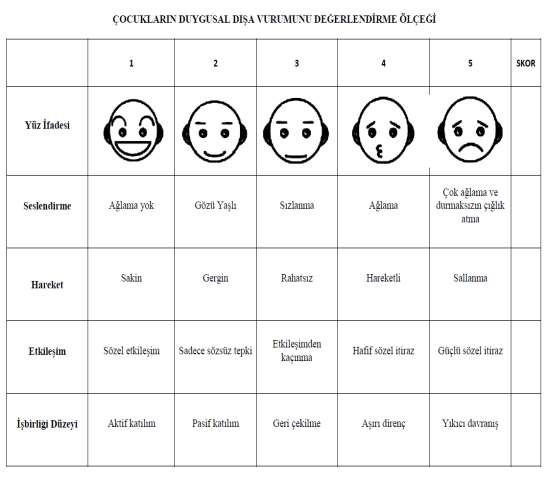 ÇOCUKLARIN DUYGUSAL DIŞA VURUMUNU DEĞERLENDİRME ÖLÇEĞİ
1 2 3 4 5 SKOR
Yüz İfadesi
Seslendirme Ağlama yok Gözü Yaşlı Sızlanma Ağlama Çok ağlama ve durmaksızın çığlık atma
Hareket Sakin Gergin Rahatsız Hareketli Sallanma
Etkileşim Sözel etkileşim Sadece sözsüz tepki Etkileşimden kaçınma Hafif sözel itiraz Güçlü sözel itiraz
İşbirliği Düzeyi Aktif katılım Pasif katılım Geri çekilme Aşırı direnç Yıkıcı davranış